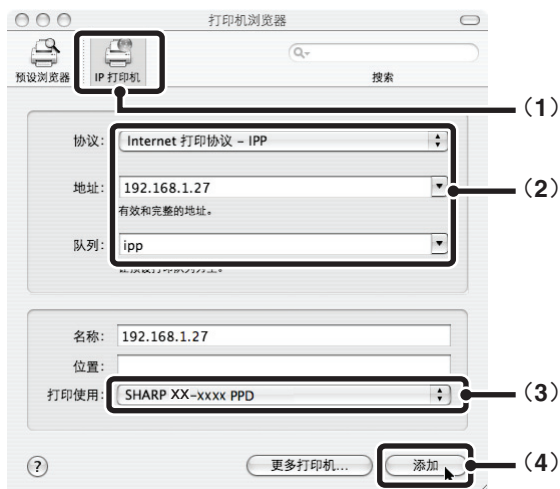 打印机浏览器
预设浏览器
IP 打印机
搜索
(1)
协议: Internet 打印协议 – IPP
地址: 192.168.1.27
(2)
有效和完整的地址。
队列: ipp
名称: 192.168.1.27
位置:
打印使用: SHARP XX-xxxx PPD
(3)
? 更多打印机... 添加
(4)